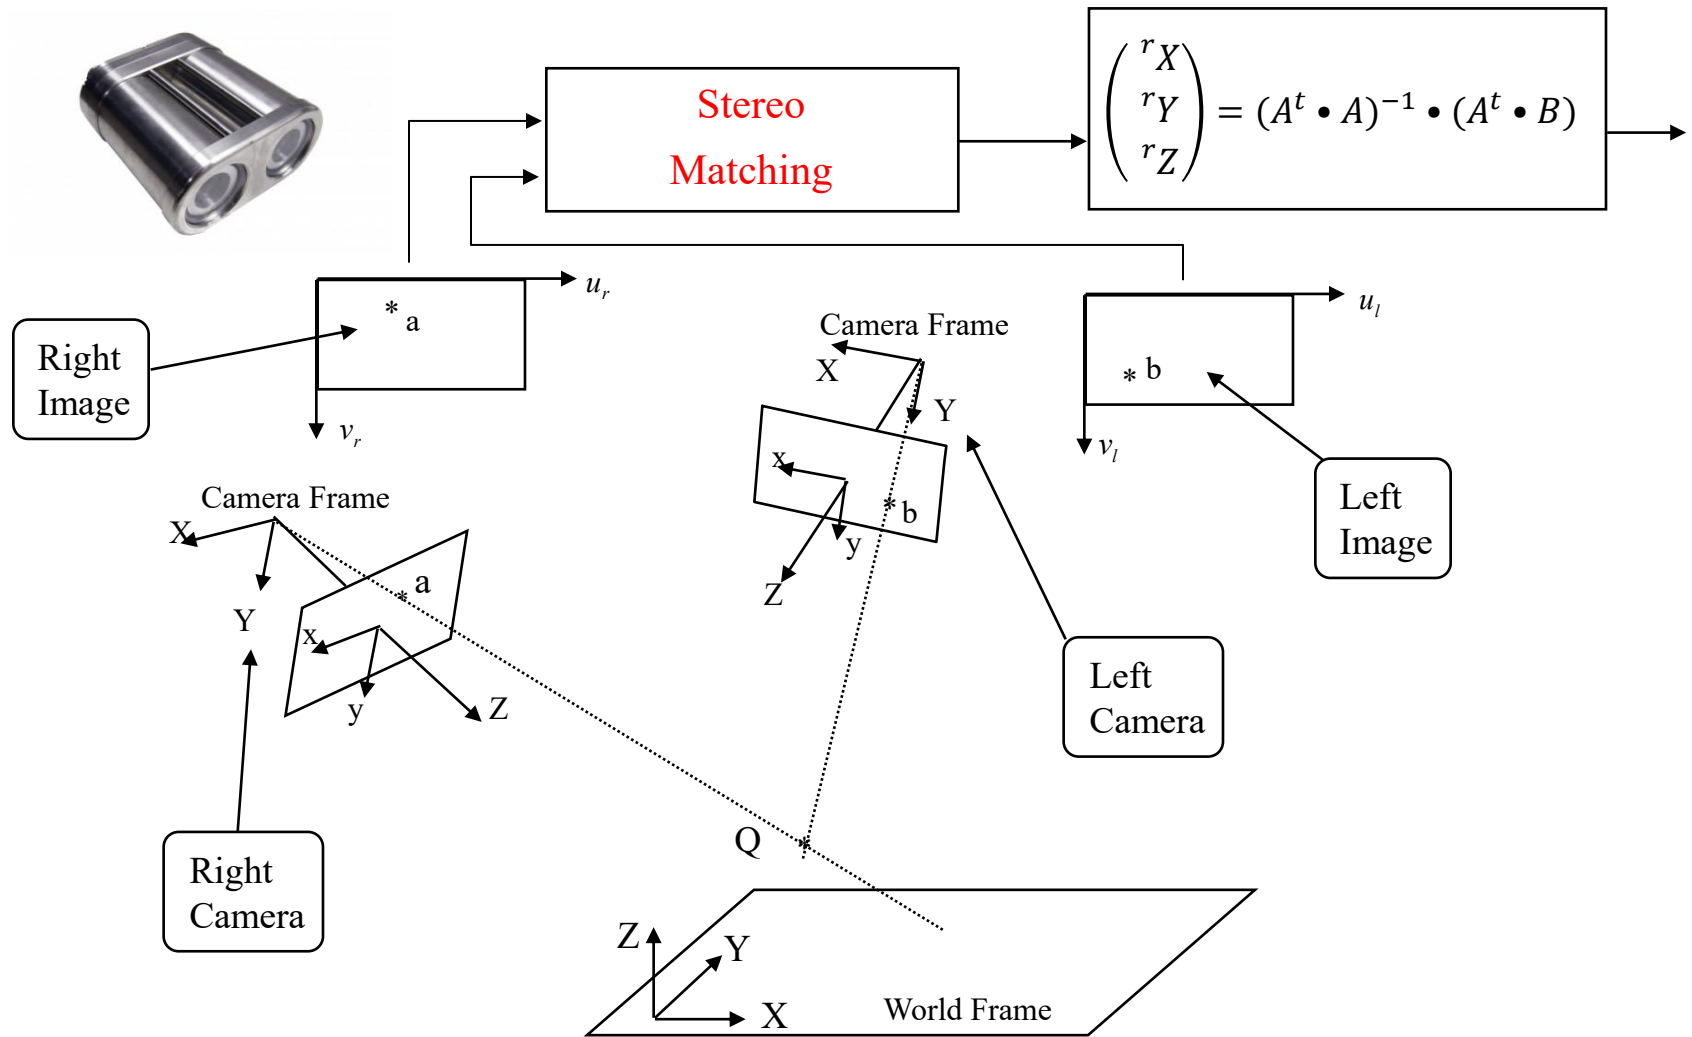 Stereo
Matching
(ʳX ʳY ʳZ) = (Aᵗ • A)⁻¹ • (Aᵗ • B)
uᵣ
* a
vᵣ
Right
Image
Camera Frame
X
Y
x
* b
y
Z
uₗ
* b
vₗ
Left
Image
Camera Frame
X
Y
* a
x
y
Z
Left
Camera
Right
Camera
Q *
Z
Y
X
World Frame